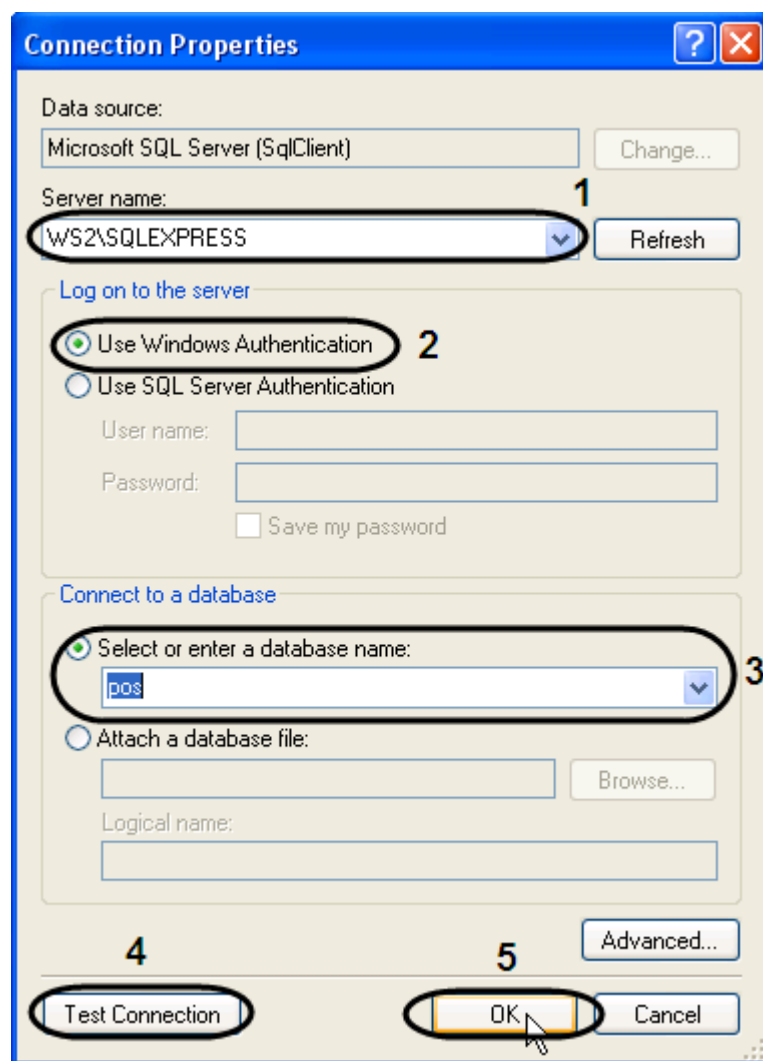 Connection Properties
Data source:
Microsoft SQL Server (SqlClient)
Change...
Server name:
1
WS2\SQLEXPRESS
Refresh
Log on to the server
Use Windows Authentication
2
Use SQL Server Authentication
User name:
Password:
Save my password
Connect to a database
Select or enter a database name:
pos
3
Attach a database file:
Browse...
Logical name:
Advanced...
4
5
Test Connection
OK
Cancel